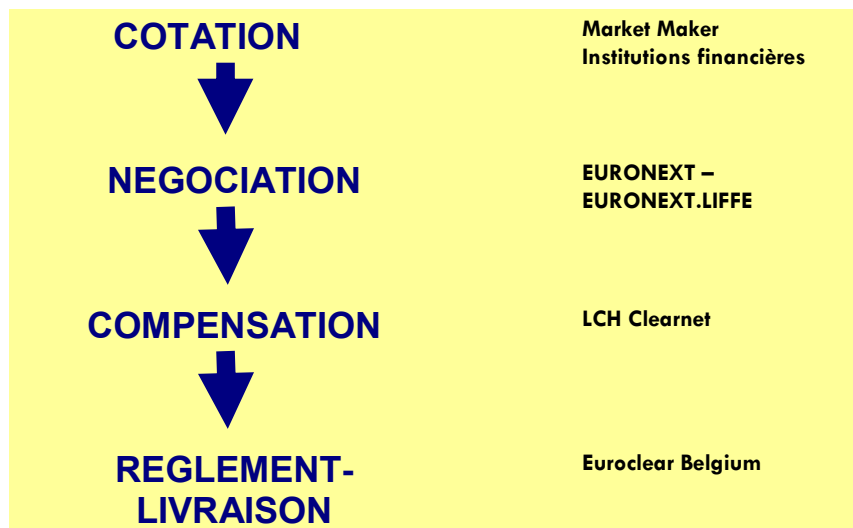 COTATION
Market Maker
Institutions financières
NEGOCIATION
EURONEXT –
EURONEXT.LIFFE
COMPENSATION
LCH Clearnet
REGLEMENT-
LIVRAISON
Euroclear Belgium